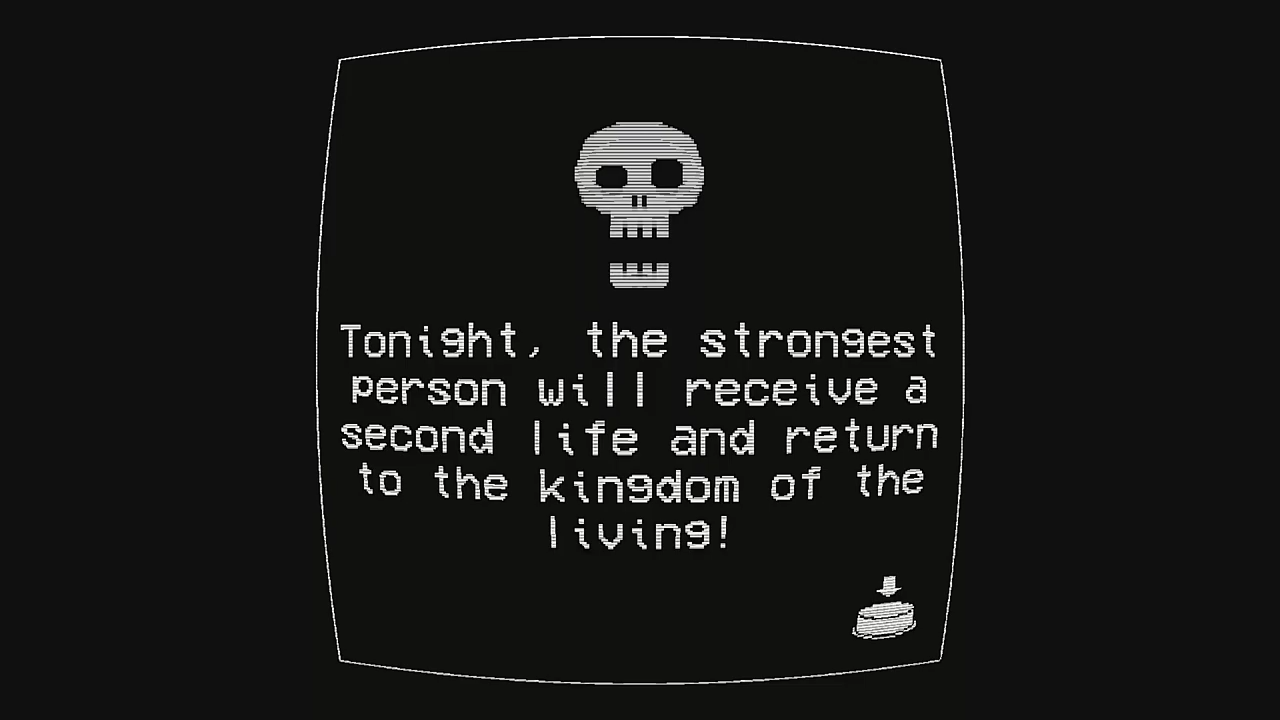 Tonight, the strongest
person will receive a
second life and return
to the kingdom of the
living!